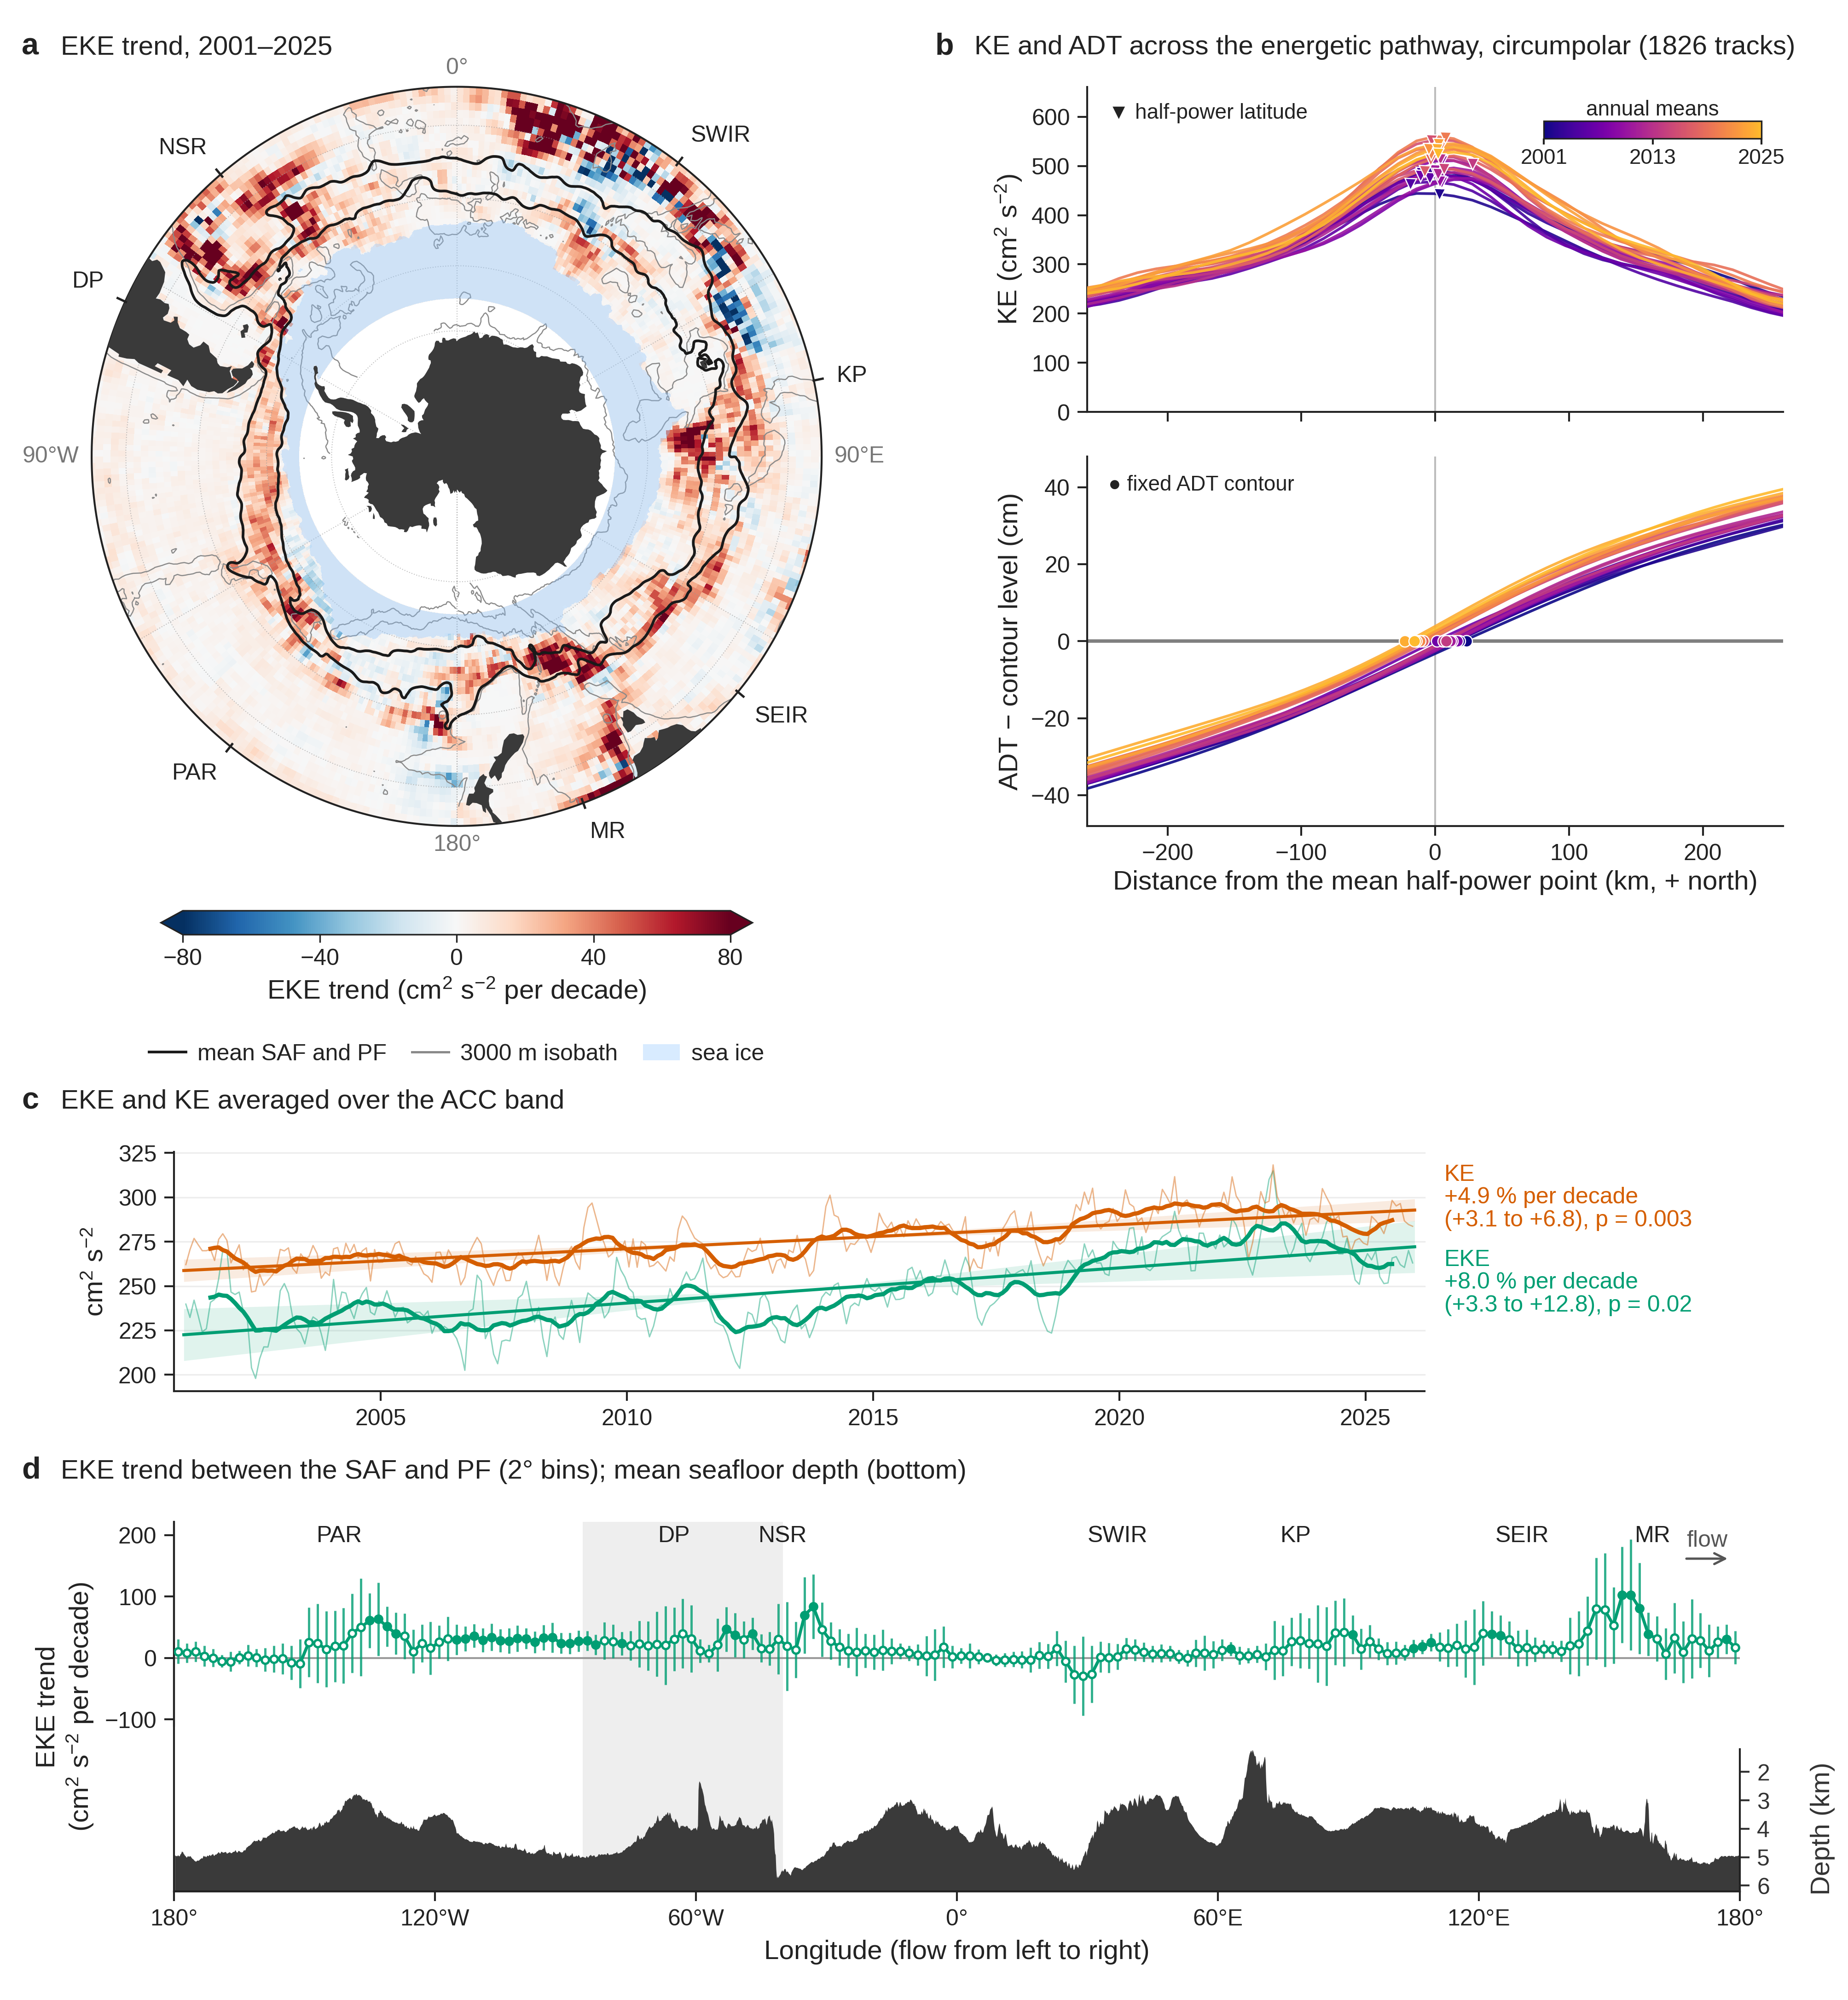 a EKE trend, 2001–2025
0°
NSR
SWIR
DP
KP
90°W
90°E
SEIR
PAR
MR
180°
−80 −40 0 40 80
EKE trend (cm² s⁻² per decade)
mean SAF and PF 3000 m isobath sea ice
b KE and ADT across the energetic pathway, circumpolar (1826 tracks)
▼ half-power latitude
annual means
2001 2013 2025
KE (cm² s⁻²)
600
500
400
300
200
100
0
● fixed ADT contour
ADT − contour level (cm)
40
20
0
−20
−40
−200 −100 0 100 200
Distance from the mean half-power point (km, + north)
c EKE and KE averaged over the ACC band
cm² s⁻²
325
300
275
250
225
200
2005 2010 2015 2020 2025
KE
+4.9 % per decade
(+3.1 to +6.8), p = 0.003
EKE
+8.0 % per decade
(+3.3 to +12.8), p = 0.02
d EKE trend between the SAF and PF (2° bins); mean seafloor depth (bottom)
EKE trend
(cm² s⁻² per decade)
200
100
0
−100
PAR DP NSR SWIR KP SEIR MR
flow
2
3
4
5
6
Depth (km)
180° 120°W 60°W 0° 60°E 120°E 180°
Longitude (flow from left to right)